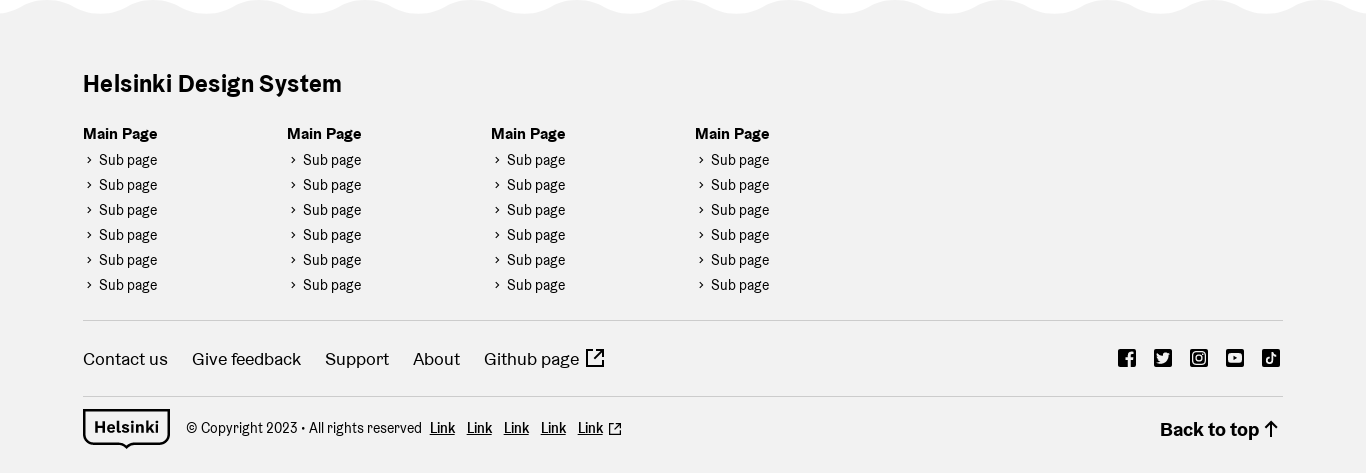 Helsinki Design System
Main Page Main Page Main Page Main Page
Sub page Sub page Sub page Sub page
Sub page Sub page Sub page Sub page
Sub page Sub page Sub page Sub page
Sub page Sub page Sub page Sub page
Sub page Sub page Sub page Sub page
Sub page Sub page Sub page Sub page
Contact us Give feedback Support About Github page
Helsinki © Copyright 2023 • All rights reserved Link Link Link Link Link Back to top